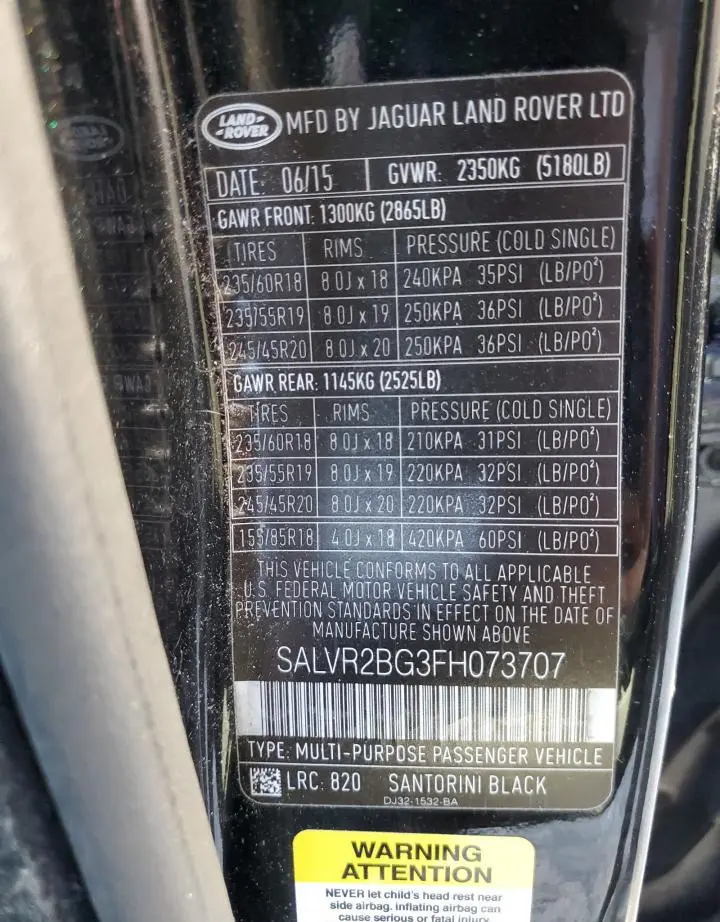 LAND-
-ROVER
MFD BY JAGUAR LAND ROVER LTD
DATE: 06/15 GVWR: 2350KG (5180LB)
GAWR FRONT: 1300KG (2865LB)
TIRES RIMS PRESSURE (COLD SINGLE)
235/60R18 8.0J x 18 240KPA 35PSI (LB/PO²)
235/55R19 8.0J x 19 250KPA 36PSI (LB/PO²)
245/45R20 8.0J x 20 250KPA 36PSI (LB/PO²)
GAWR REAR: 1145KG (2525LB)
TIRES RIMS PRESSURE (COLD SINGLE)
235/60R18 8.0J x 18 210KPA 31PSI (LB/PO²)
235/55R19 8.0J x 19 220KPA 32PSI (LB/PO²)
245/45R20 8.0J x 20 220KPA 32PSI (LB/PO²)
155/85R18 4.0J x 18 420KPA 60PSI (LB/PO²)
THIS VEHICLE CONFORMS TO ALL APPLICABLE
U.S. FEDERAL MOTOR VEHICLE SAFETY AND THEFT
PREVENTION STANDARDS IN EFFECT ON THE DATE OF
MANUFACTURE SHOWN ABOVE
SALVR2BG3FH073707
TYPE: MULTI-PURPOSE PASSENGER VEHICLE
LRC: 820 SANTORINI BLACK
DJ32-1532-BA
WARNING
ATTENTION
NEVER let child's head rest near
side airbag. inflating airbag can
cause serious or fatal injury